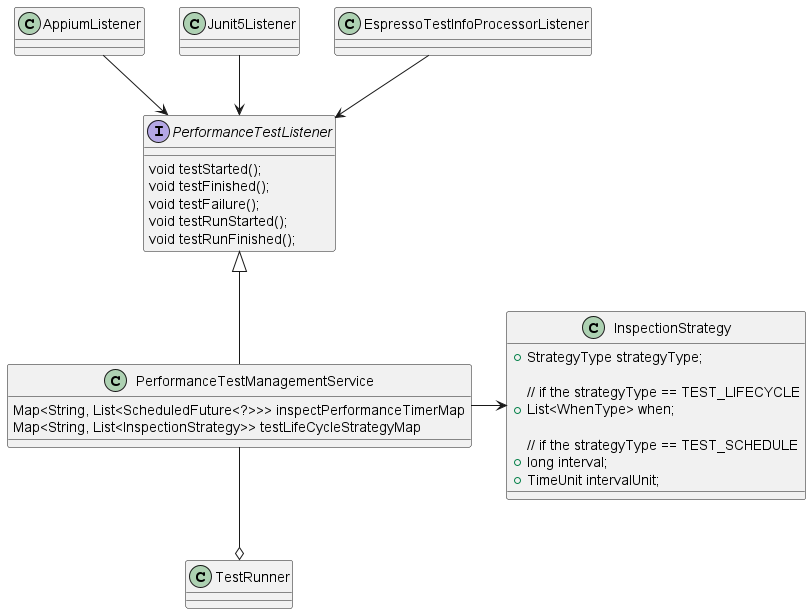 C AppiumListener
C Junit5Listener
C EspressoTestInfoProcessorListener
I PerformanceTestListener
void testStarted();
void testFinished();
void testFailure();
void testRunStarted();
void testRunFinished();
C InspectionStrategy
StrategyType strategyType;
// if the strategyType == TEST_LIFECYCLE
List<WhenType> when;
// if the strategyType == TEST_SCHEDULE
long interval;
TimeUnit intervalUnit;
C PerformanceTestManagementService
Map<String, List<ScheduledFuture<?>>> inspectPerformanceTimerMap
Map<String, List<InspectionStrategy>> testLifeCycleStrategyMap
C TestRunner